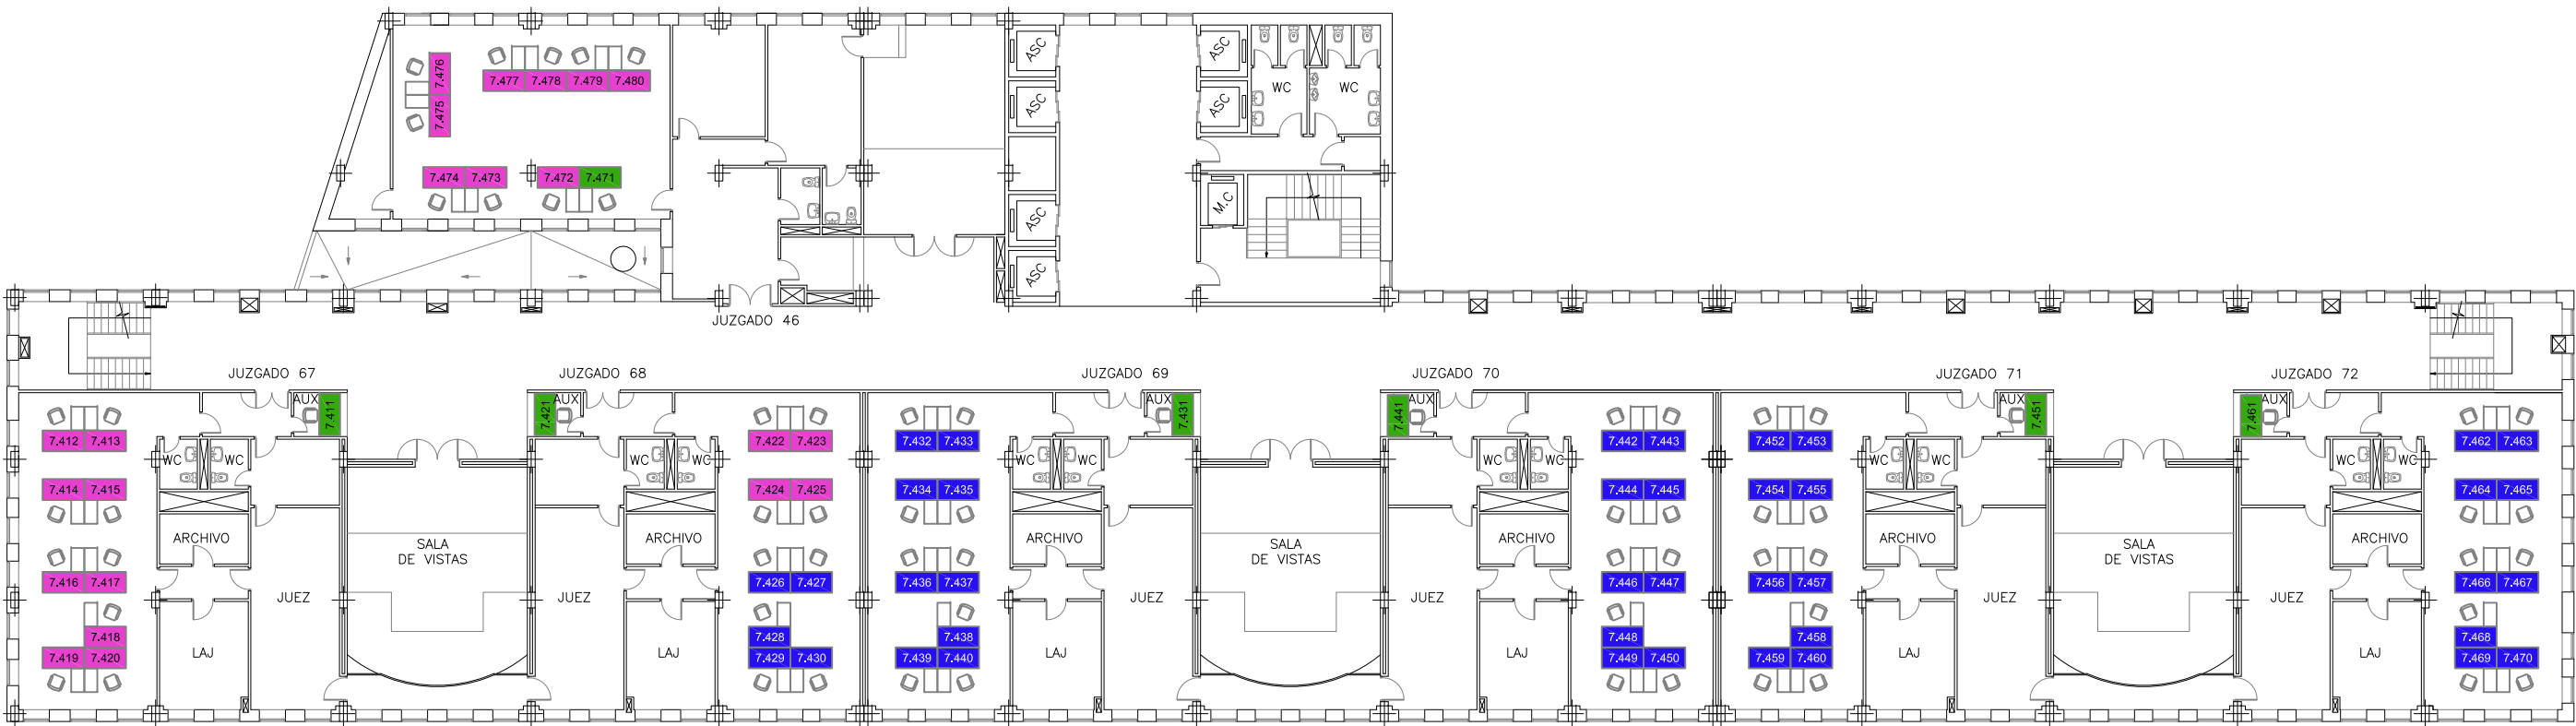 ASC
ASC
WC
WC
7.476
7.477 7.478 7.479 7.480
7.475
ASC
ASC
7.474 7.473
7.472 7.471
M.C
ASC
ASC
JUZGADO 46
JUZGADO 67
JUZGADO 68
JUZGADO 69
JUZGADO 70
JUZGADO 71
JUZGADO 72
AUX 7.411
7.421 AUX
AUX 7.431
7.441 AUX
AUX 7.451
7.461 AUX
7.412 7.413
7.422 7.423
7.432 7.433
7.442 7.443
7.452 7.453
7.462 7.463
WC WC
WC WC
WC WC
WC WC
WC WC
WC WC
7.414 7.415
7.424 7.425
7.434 7.435
7.444 7.445
7.454 7.455
7.464 7.465
ARCHIVO
ARCHIVO
ARCHIVO
ARCHIVO
ARCHIVO
ARCHIVO
SALA
DE VISTAS
SALA
DE VISTAS
SALA
DE VISTAS
7.416 7.417
7.426 7.427
7.436 7.437
7.446 7.447
7.456 7.457
7.466 7.467
JUEZ
JUEZ
JUEZ
JUEZ
JUEZ
JUEZ
7.418
7.428
7.438
7.448
7.458
7.468
LAJ
LAJ
LAJ
LAJ
LAJ
LAJ
7.419 7.420
7.429 7.430
7.439 7.440
7.449 7.450
7.459 7.460
7.469 7.470